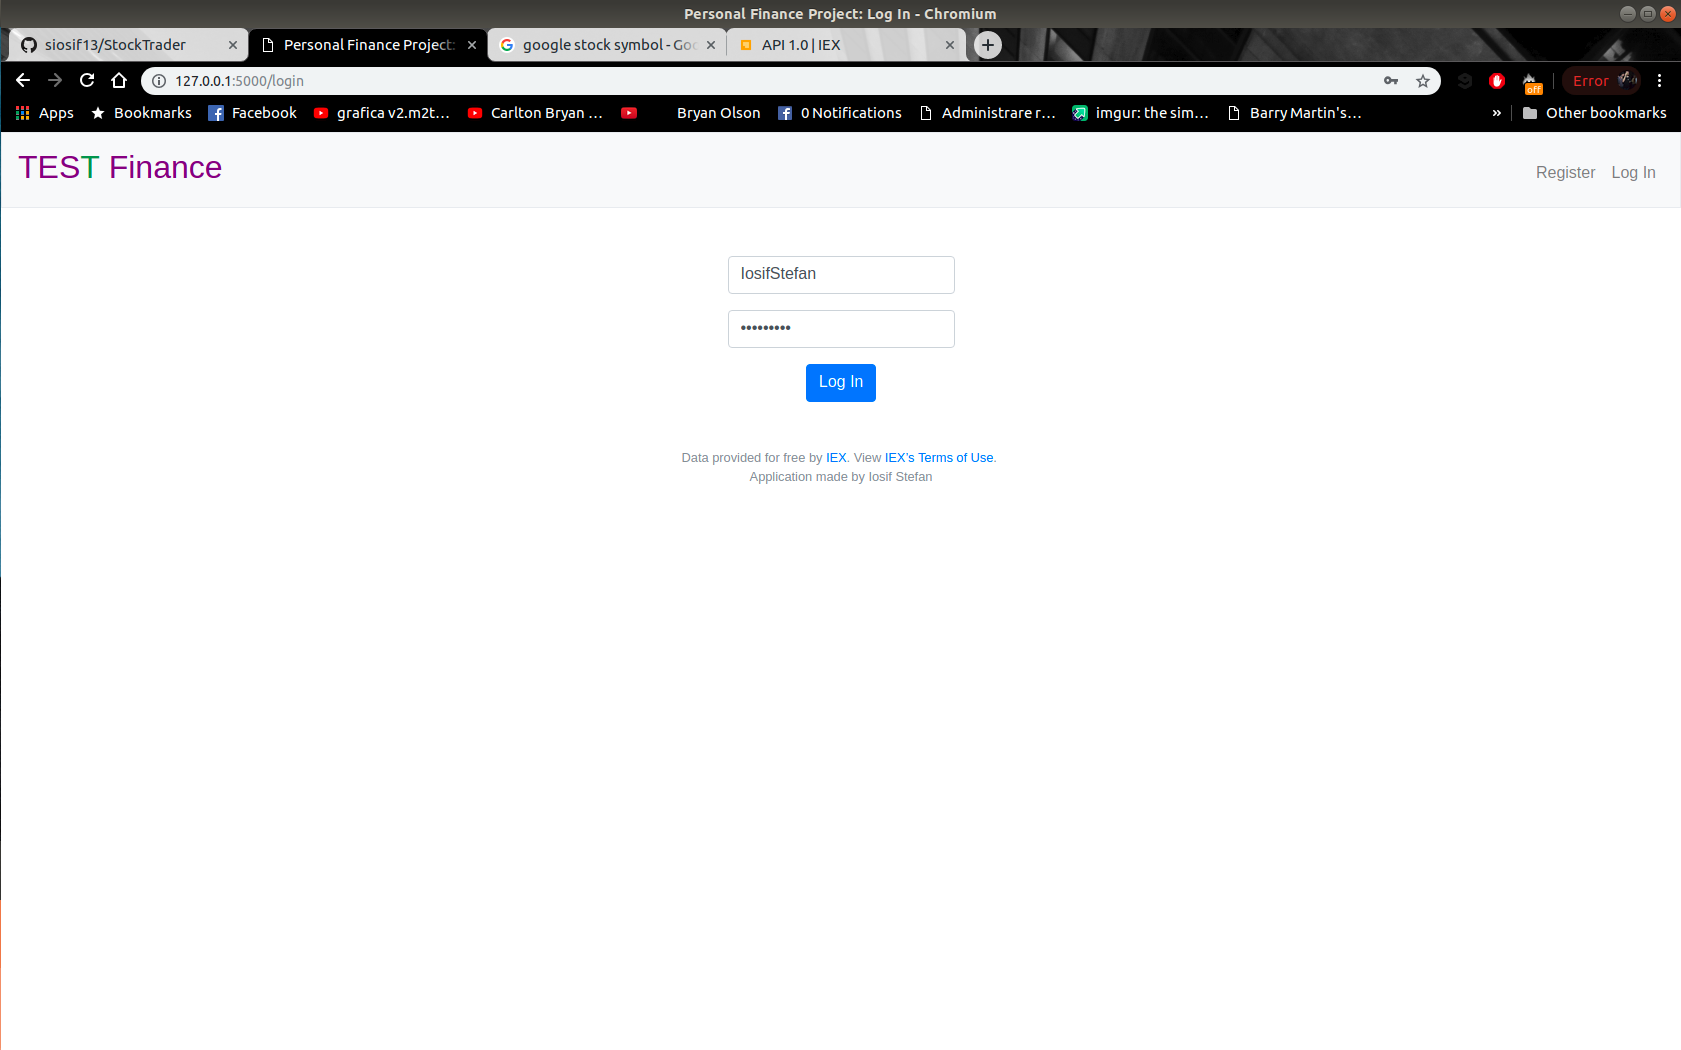 Personal Finance Project: Log In - Chromium
siosif13/StockTrader
Personal Finance Project:
google stock symbol - Goo
API 1.0 | IEX
127.0.0.1:5000/login
off
Error
Apps
Bookmarks
Facebook
grafica v2.m2t...
Carlton Bryan ...
Bryan Olson
0 Notifications
Administrare r...
imgur: the sim...
Barry Martin's...
»
Other bookmarks
TEST Finance
Register
Log In
IosifStefan
•••••••••
Log In
Data provided for free by IEX. View IEX's Terms of Use.
Application made by Iosif Stefan